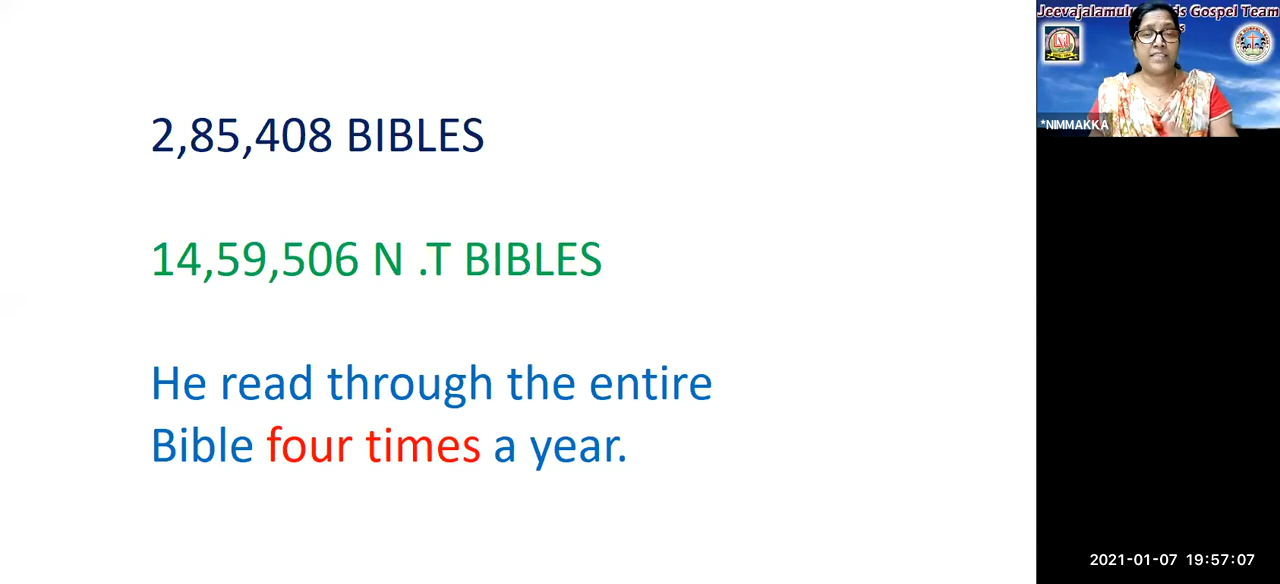 2,85,408 BIBLES
14,59,506 N .T BIBLES
He read through the entire
Bible four times a year.
Gospel Team
*NIMMAKKA
2021-01-07 19:57:07